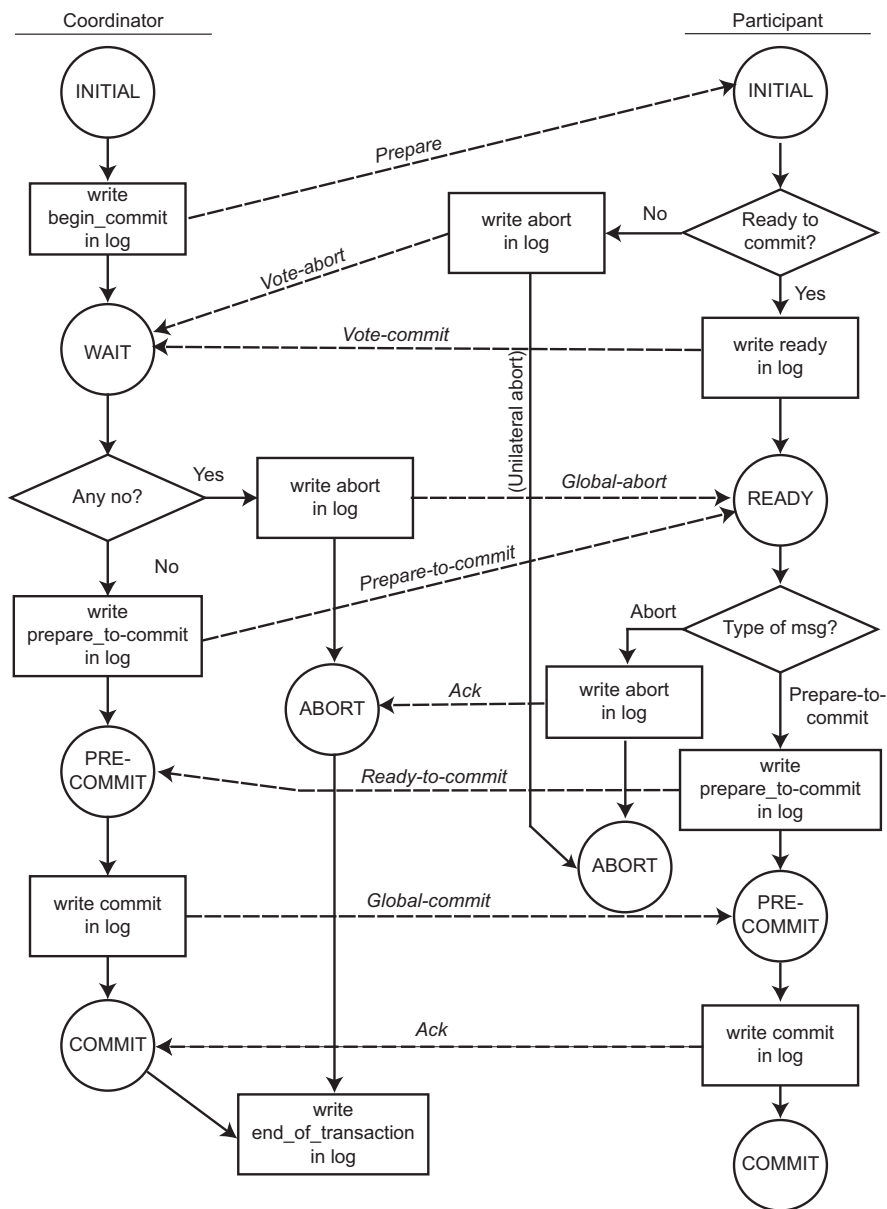 Coordinator
Participant
INITIAL
INITIAL
Prepare
write
begin_commit
in log
write abort
in log
No
Ready to
commit?
Vote-abort
Yes
WAIT
Vote-commit
write ready
in log
(Unilateral abort)
Any no?
Yes
write abort
in log
Global-abort
READY
No
Prepare-to-commit
write
prepare_to-commit
in log
Abort
Type of msg?
ABORT
Ack
write abort
in log
Prepare-to-
commit
PRE-
COMMIT
Ready-to-commit
write
prepare_to-commit
in log
ABORT
write commit
in log
Global-commit
PRE-
COMMIT
COMMIT
Ack
write commit
in log
write
end_of_transaction
in log
COMMIT